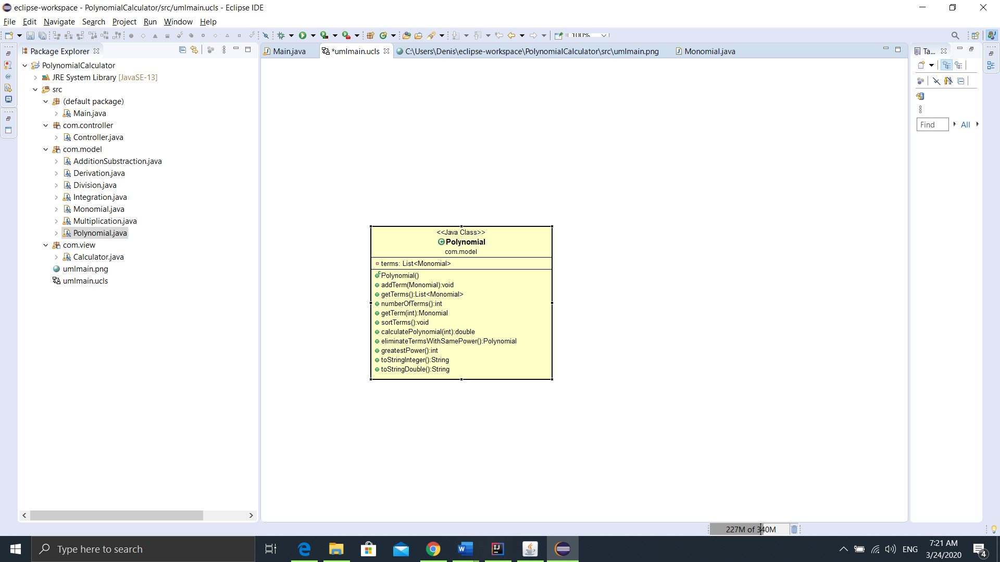 eclipse-workspace - PolynomialCalculator/src/umlmain.ucls - Eclipse IDE
File Edit Navigate Search Project Run Window Help
100%
Package Explorer
Main.java
*umlmain.ucls
C:\Users\Denis\eclipse-workspace\PolynomialCalculator\src\umlmain.png
Monomial.java
Ta...
PolynomialCalculator
JRE System Library [JavaSE-13]
src
(default package)
Main.java
com.controller
Controller.java
com.model
AdditionSubstraction.java
Derivation.java
Division.java
Integration.java
Monomial.java
Multiplication.java
Polynomial.java
com.view
Calculator.java
umlmain.png
umlmain.ucls
Find
All
<<Java Class>>
Polynomial
com.model
terms: List<Monomial>
Polynomial()
addTerm(Monomial):void
getTerms():List<Monomial>
numberOfTerms():int
getTerm(int):Monomial
sortTerms():void
calculatePolynomial(int):double
eliminateTermsWithSamePower():Polynomial
greatestPower():int
toStringInteger():String
toStringDouble():String
227M of 340M
Type here to search
ENG
7:21 AM
3/24/2020
4